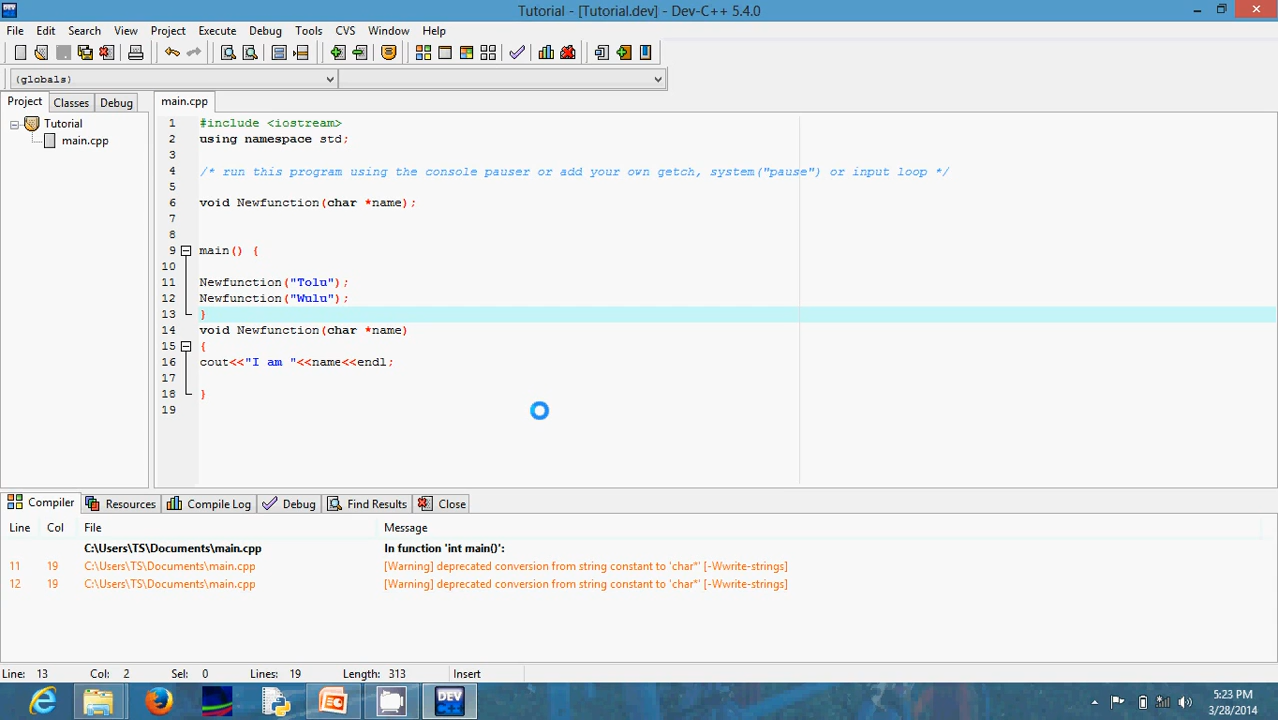 Tutorial - [Tutorial.dev] - Dev-C++ 5.4.0
File Edit Search View Project Execute Debug Tools CVS Window Help
(globals)
Project Classes Debug
main.cpp
Tutorial
main.cpp
1 #include <iostream>
2 using namespace std;
3
4 /* run this program using the console pauser or add your own getch, system("pause") or input loop */
5
6 void Newfunction(char *name);
7
8
9 main() {
10
11 Newfunction("Tolu");
12 Newfunction("Wulu");
13 }
14 void Newfunction(char *name)
15 {
16 cout<<"I am "<<name<<endl;
17
18 }
19
Compiler Resources Compile Log Debug Find Results Close
Line Col File Message
C:\Users\TS\Documents\main.cpp In function 'int main()':
11 19 C:\Users\TS\Documents\main.cpp [Warning] deprecated conversion from string constant to 'char*' [-Wwrite-strings]
12 19 C:\Users\TS\Documents\main.cpp [Warning] deprecated conversion from string constant to 'char*' [-Wwrite-strings]
Line: 13 Col: 2 Sel: 0 Lines: 19 Length: 313 Insert
DEV
5:23 PM
3/28/2014